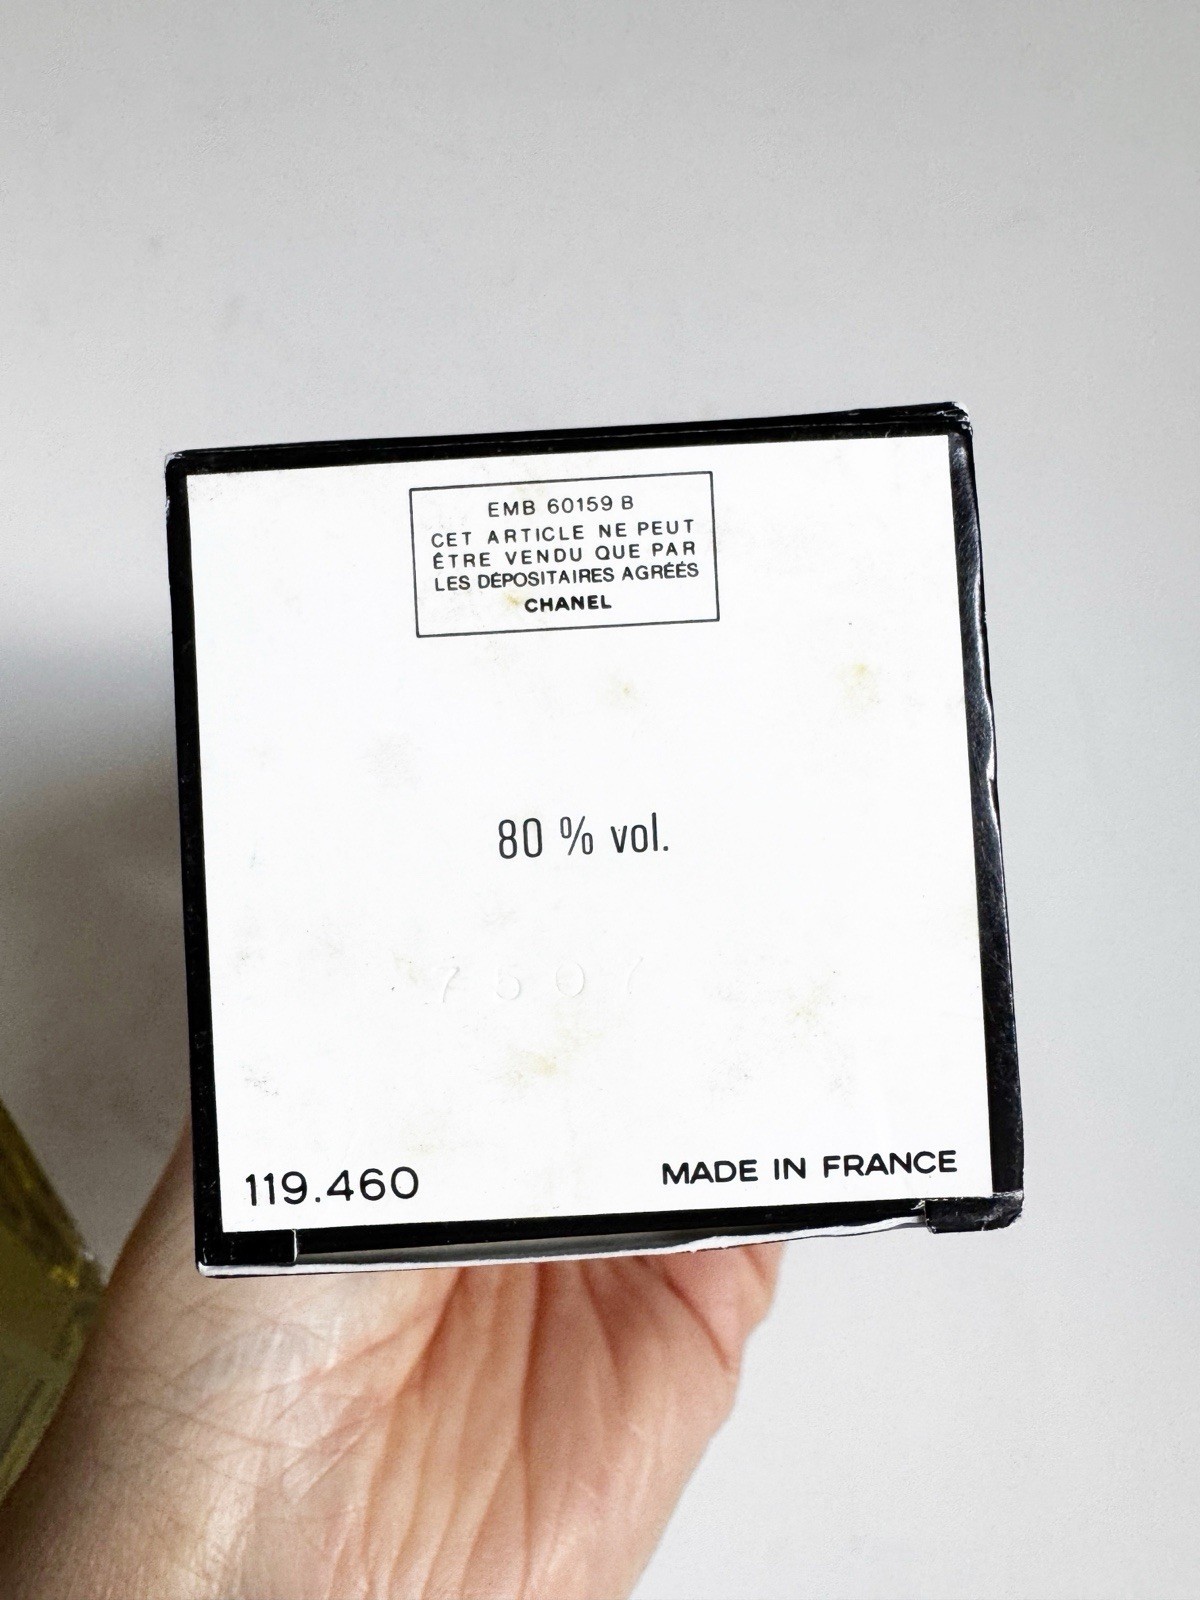 EMB 60159 B
CET ARTICLE NE PEUT
ÊTRE VENDU QUE PAR
LES DÉPOSITAIRES AGRÉÉS
CHANEL
80 % vol.
7507
119.460
MADE IN FRANCE